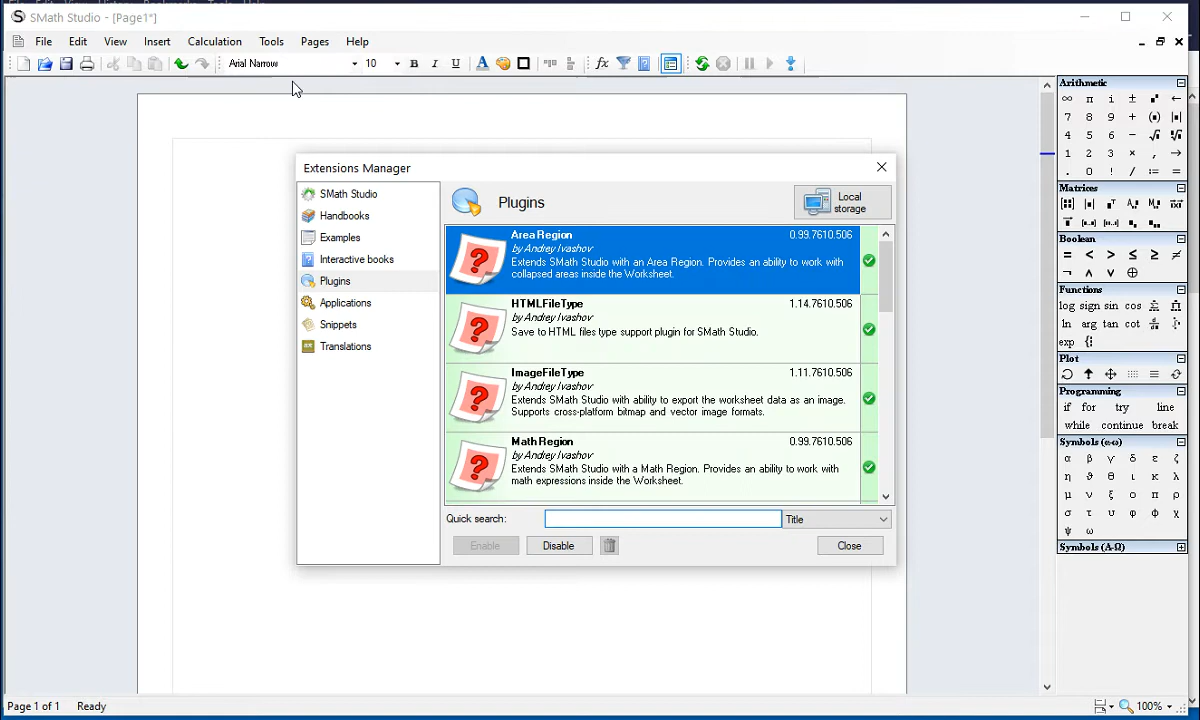 SMath Studio - [Page1*]
File Edit View Insert Calculation Tools Pages Help
Arial Narrow 10 B I U A fx
Extensions Manager
SMath Studio
Handbooks
Examples
Interactive books
Plugins
Applications
Snippets
Translations
Plugins
Local storage
Area Region 0.99.7610.506
by Andrey Ivashov
Extends SMath Studio with an Area Region. Provides an ability to work with
collapsed areas inside the Worksheet.
HTMLFileType 1.14.7610.506
by Andrey Ivashov
Save to HTML files type support plugin for SMath Studio.
ImageFileType 1.11.7610.506
by Andrey Ivashov
Extends SMath Studio with ability to export the worksheet data as an image.
Supports cross-platform bitmap and vector image formats.
Math Region 0.99.7610.506
by Andrey Ivashov
Extends SMath Studio with a Math Region. Provides an ability to work with
math expressions inside the Worksheet.
Quick search: Title
Enable Disable Close
Arithmetic
∞ π i ± ←
7 8 9 +
4 5 6 −
1 2 3 × , →
. 0 ! / := =
Matrices
Boolean
= < > ≤ ≥ ≠
¬ ∧ ∨ ⊕
Functions
log sign sin cos
ln arg tan cot
exp
Plot
Programming
if for try line
while continue break
Symbols (α-ω)
α β γ δ ε ζ
η ϑ θ ι κ λ
μ ν ξ ο π ρ
σ τ υ φ ϕ χ
ψ ω
Symbols (Α-Ω)
Page 1 of 1 Ready 100%